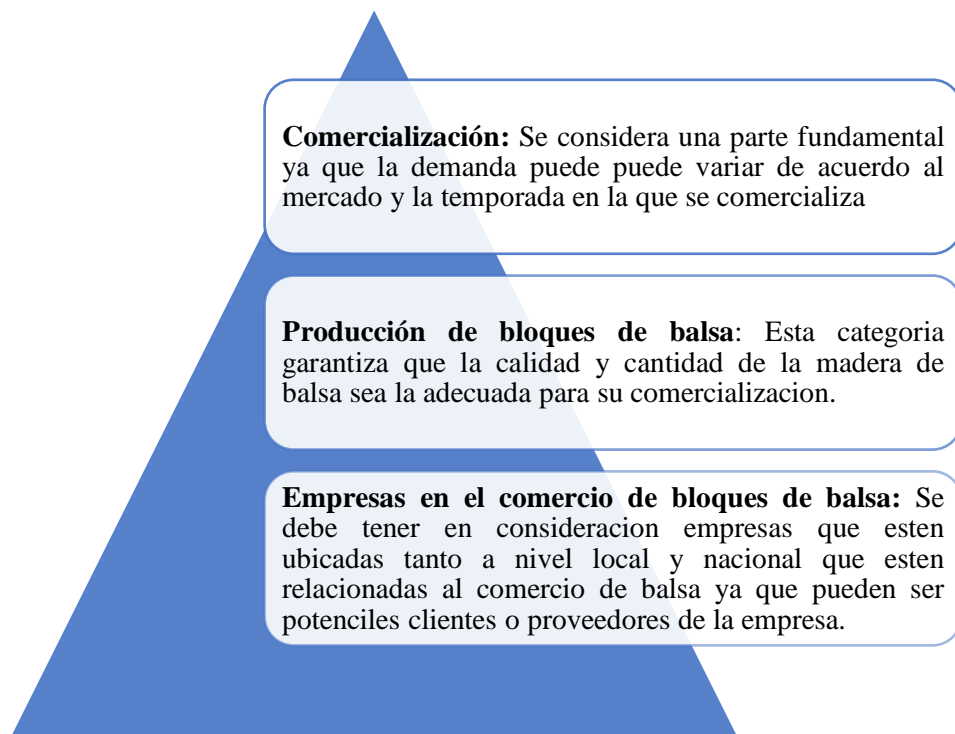 Comercialización: Se considera una parte fundamental
ya que la demanda puede puede variar de acuerdo al
mercado y la temporada en la que se comercializa
Producción de bloques de balsa: Esta categoria
garantiza que la calidad y cantidad de la madera de
balsa sea la adecuada para su comercializacion.
Empresas en el comercio de bloques de balsa: Se
debe tener en consideracion empresas que esten
ubicadas tanto a nivel local y nacional que esten
relacionadas al comercio de balsa ya que pueden ser
potenciles clientes o proveedores de la empresa.